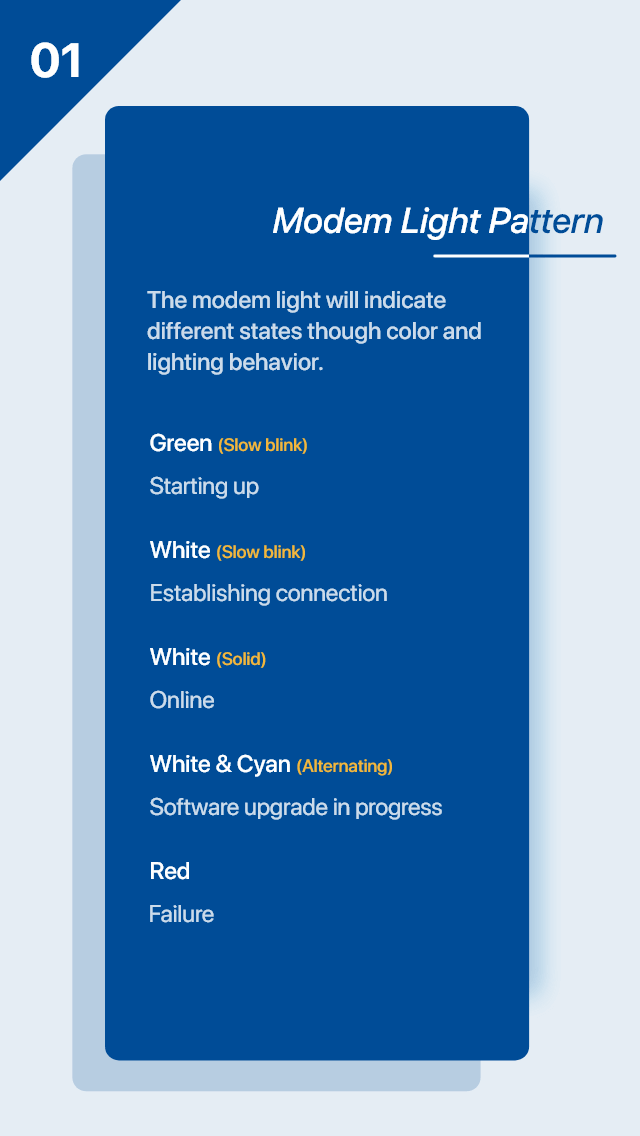 01
Modem Light Pattern
The modem light will indicate
different states though color and
lighting behavior.
Green (Slow blink)
Starting up
White (Slow blink)
Establishing connection
White (Solid)
Online
White & Cyan (Alternating)
Software upgrade in progress
Red
Failure